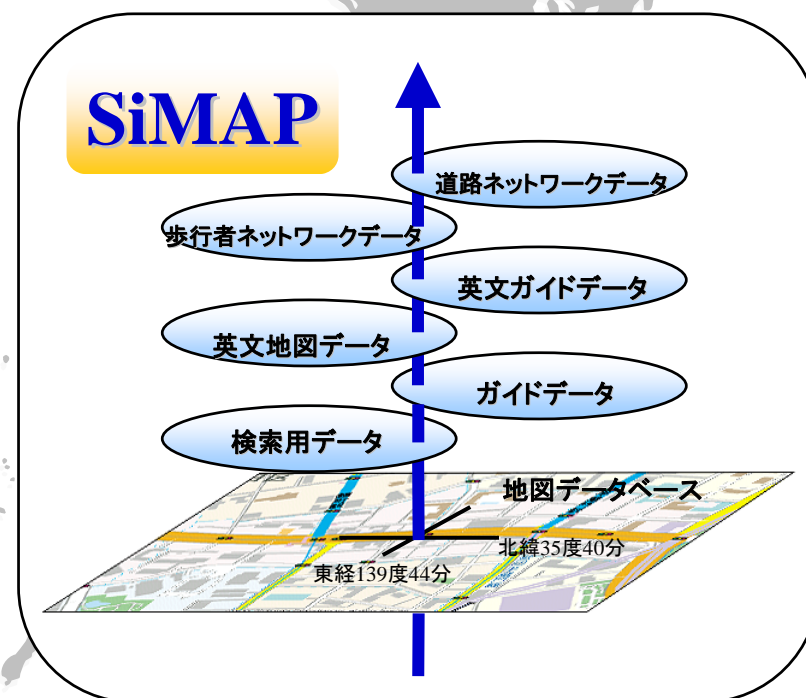 SiMAP
道路ネットワークデータ
歩行者ネットワークデータ
英文ガイドデータ
英文地図データ
ガイドデータ
検索用データ
地図データベース
北緯35度40分
東経139度44分